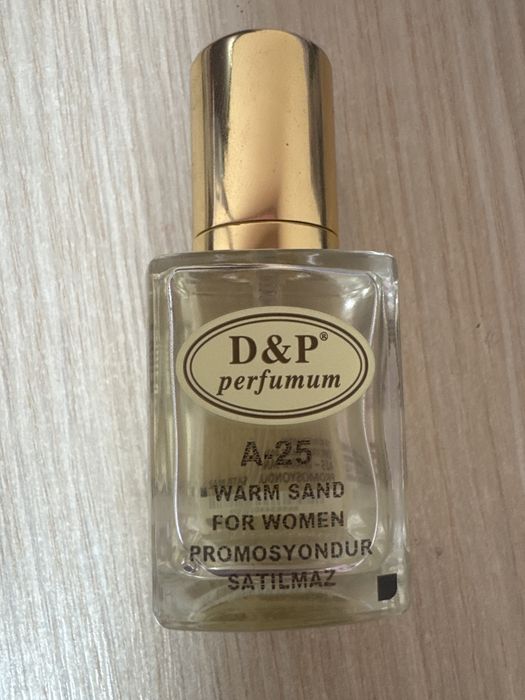 D&P®
perfumum
A-25
WARM SAND
FOR WOMEN
PROMOSYONDUR
SATILMAZ